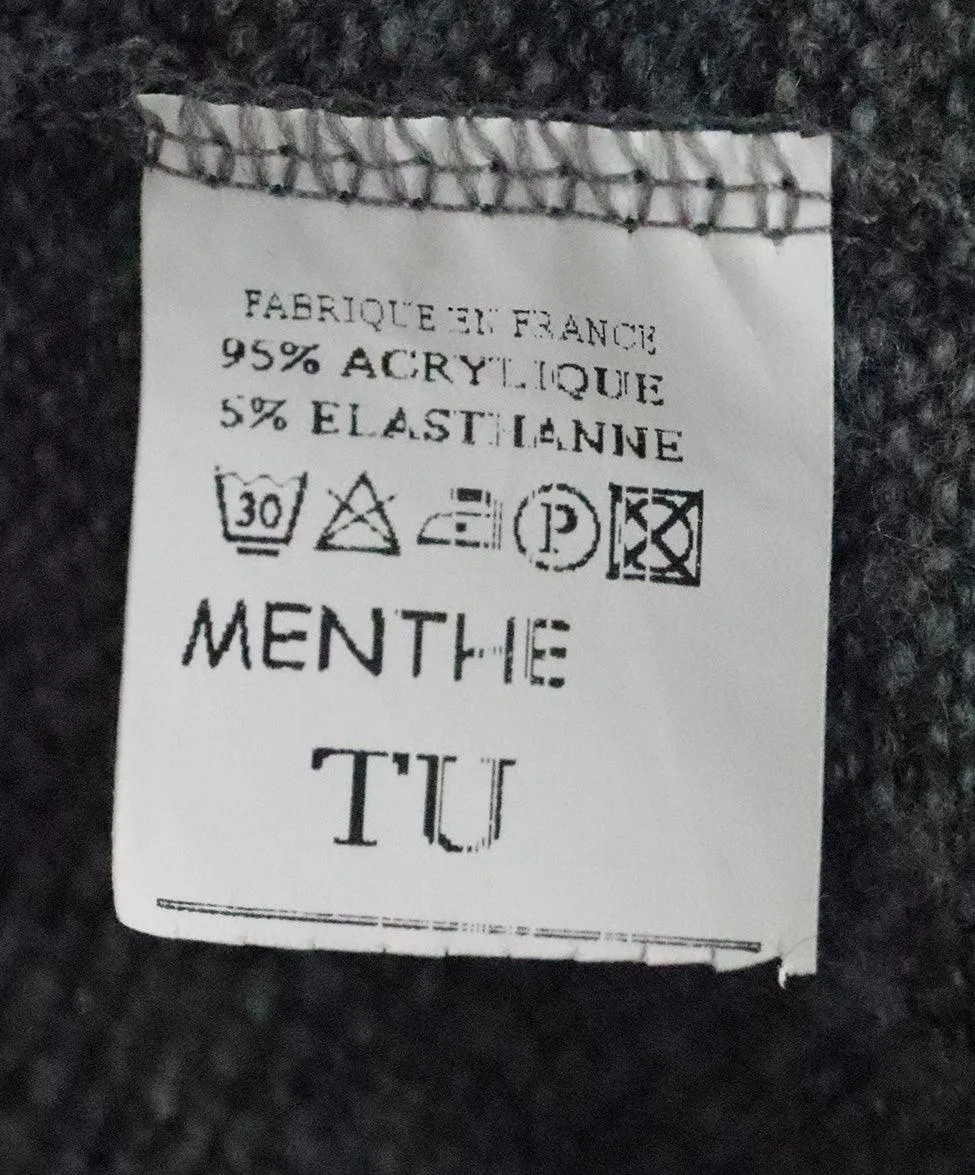 FABRIQUE EN FRANCE
95% ACRYLIQUE
5% ELASTHANNE
30 P
MENTHE
TU